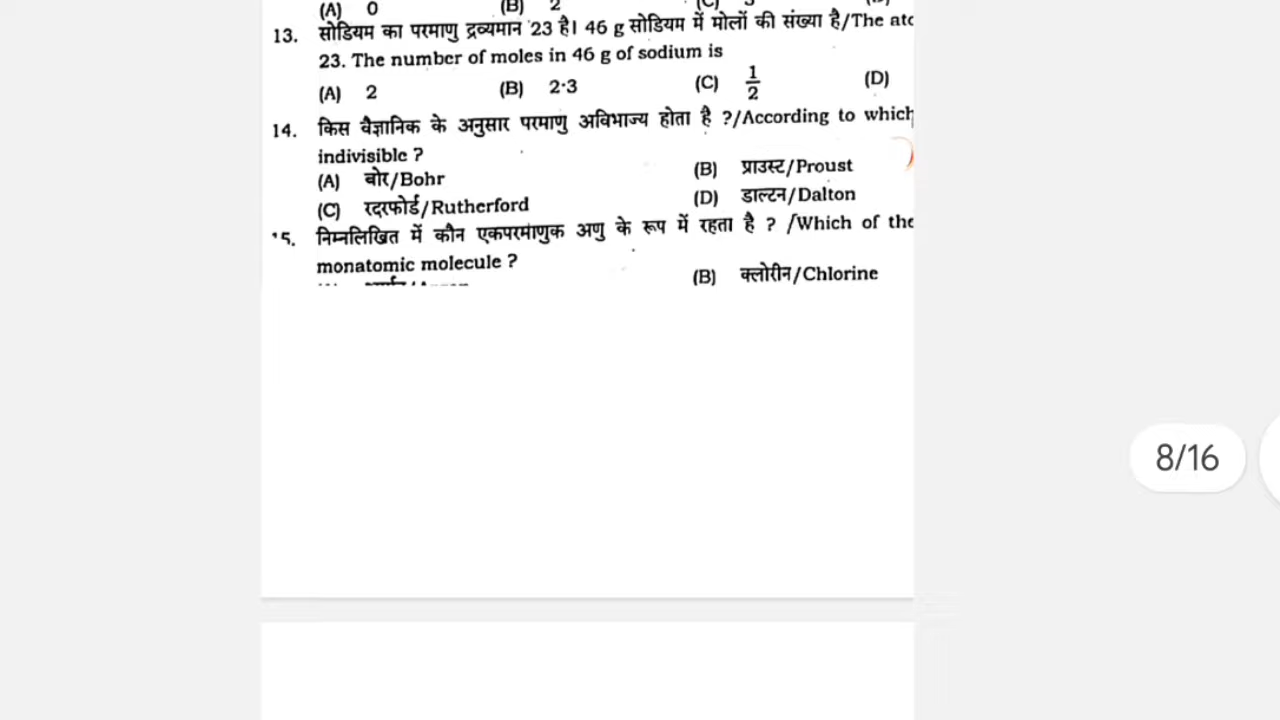 (A) 0 (B) 2
13. सोडियम का परमाणु द्रव्यमान 23 है। 46 g सोडियम में मोलों की संख्या है/The ato
23. The number of moles in 46 g of sodium is
(A) 2 (B) 2·3 (C) 1/2 (D)
14. किस वैज्ञानिक के अनुसार परमाणु अविभाज्य होता है ?/According to which
indivisible ?
(A) बोर/Bohr (B) प्राउस्ट/Proust
(C) रदरफोर्ड/Rutherford (D) डाल्टन/Dalton
15. निम्नलिखित में कौन एकपरमाणुक अणु के रूप में रहता है ? /Which of the
monatomic molecule ?
(B) क्लोरीन/Chlorine
8/16